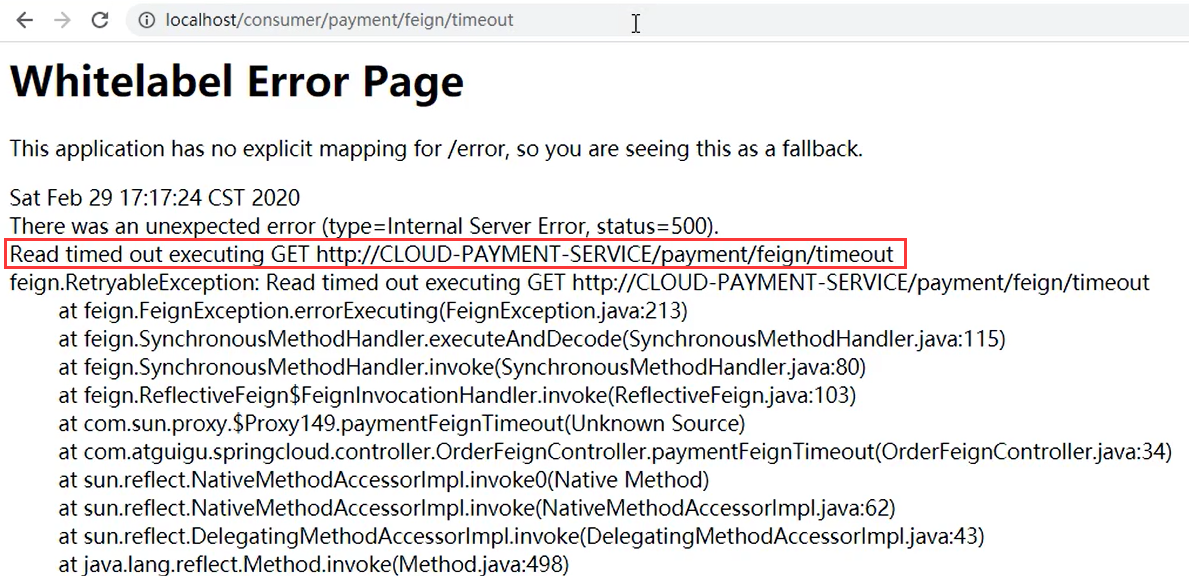 localhost/consumer/payment/feign/timeout
Whitelabel Error Page
This application has no explicit mapping for /error, so you are seeing this as a fallback.
Sat Feb 29 17:17:24 CST 2020
There was an unexpected error (type=Internal Server Error, status=500).
Read timed out executing GET http://CLOUD-PAYMENT-SERVICE/payment/feign/timeout
feign.RetryableException: Read timed out executing GET http://CLOUD-PAYMENT-SERVICE/payment/feign/timeout
at feign.FeignException.errorExecuting(FeignException.java:213)
at feign.SynchronousMethodHandler.executeAndDecode(SynchronousMethodHandler.java:115)
at feign.SynchronousMethodHandler.invoke(SynchronousMethodHandler.java:80)
at feign.ReflectiveFeign$FeignInvocationHandler.invoke(ReflectiveFeign.java:103)
at com.sun.proxy.$Proxy149.paymentFeignTimeout(Unknown Source)
at com.atguigu.springcloud.controller.OrderFeignController.paymentFeignTimeout(OrderFeignController.java:34)
at sun.reflect.NativeMethodAccessorImpl.invoke0(Native Method)
at sun.reflect.NativeMethodAccessorImpl.invoke(NativeMethodAccessorImpl.java:62)
at sun.reflect.DelegatingMethodAccessorImpl.invoke(DelegatingMethodAccessorImpl.java:43)
at java.lang.reflect.Method.invoke(Method.java:498)